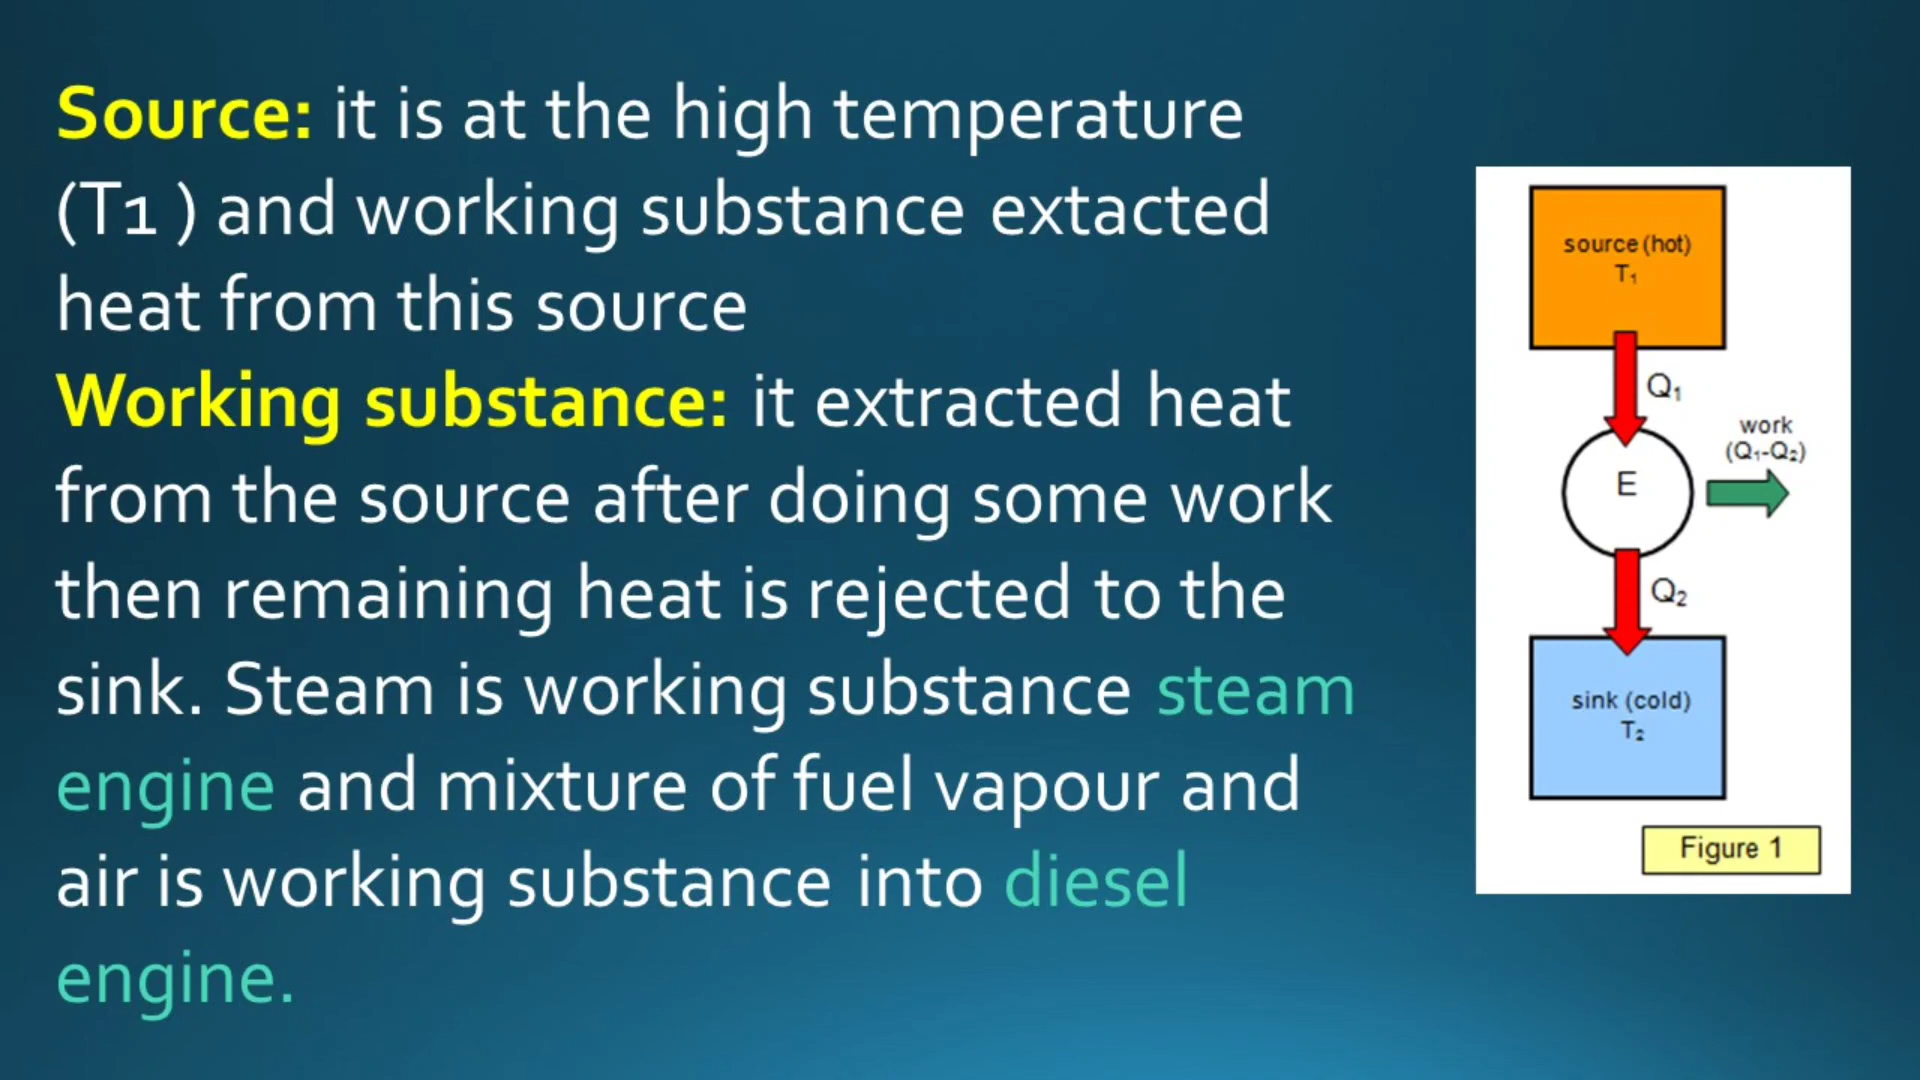 Source: it is at the high temperature
(T1 ) and working substance extacted
heat from this source
Working substance: it extracted heat
from the source after doing some work
then remaining heat is rejected to the
sink. Steam is working substance steam
engine and mixture of fuel vapour and
air is working substance into diesel
engine.
source (hot)
T₁
Q₁
work
(Q₁-Q₂)
E
Q₂
sink (cold)
T₂
Figure 1